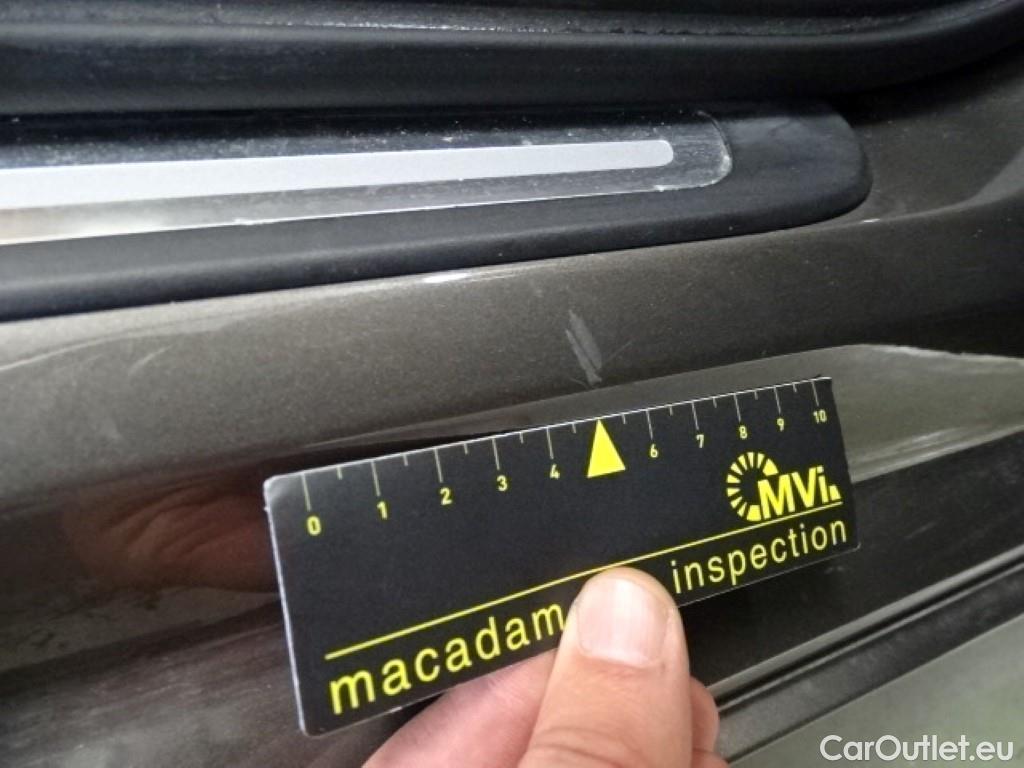 0 1 2 3 4 6 7 8 9 10
MVi
macadam inspection
CarOutlet.eu